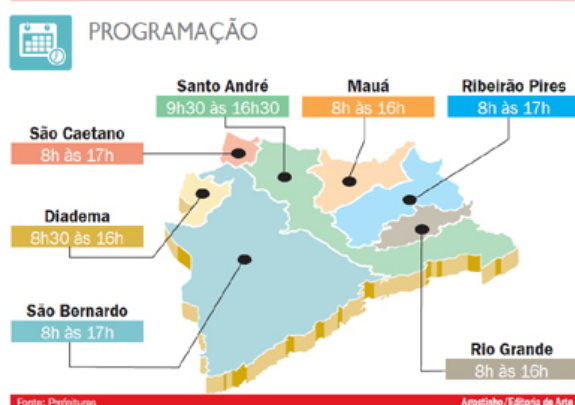 PROGRAMAÇÃO
Santo André
9h30 às 16h30
Mauá
8h às 16h
Ribeirão Pires
8h às 17h
São Caetano
8h às 17h
Diadema
8h30 às 16h
São Bernardo
8h às 17h
Rio Grande
8h às 16h
Fonte: Prefeituras
Agostinho/Editoria de Arte